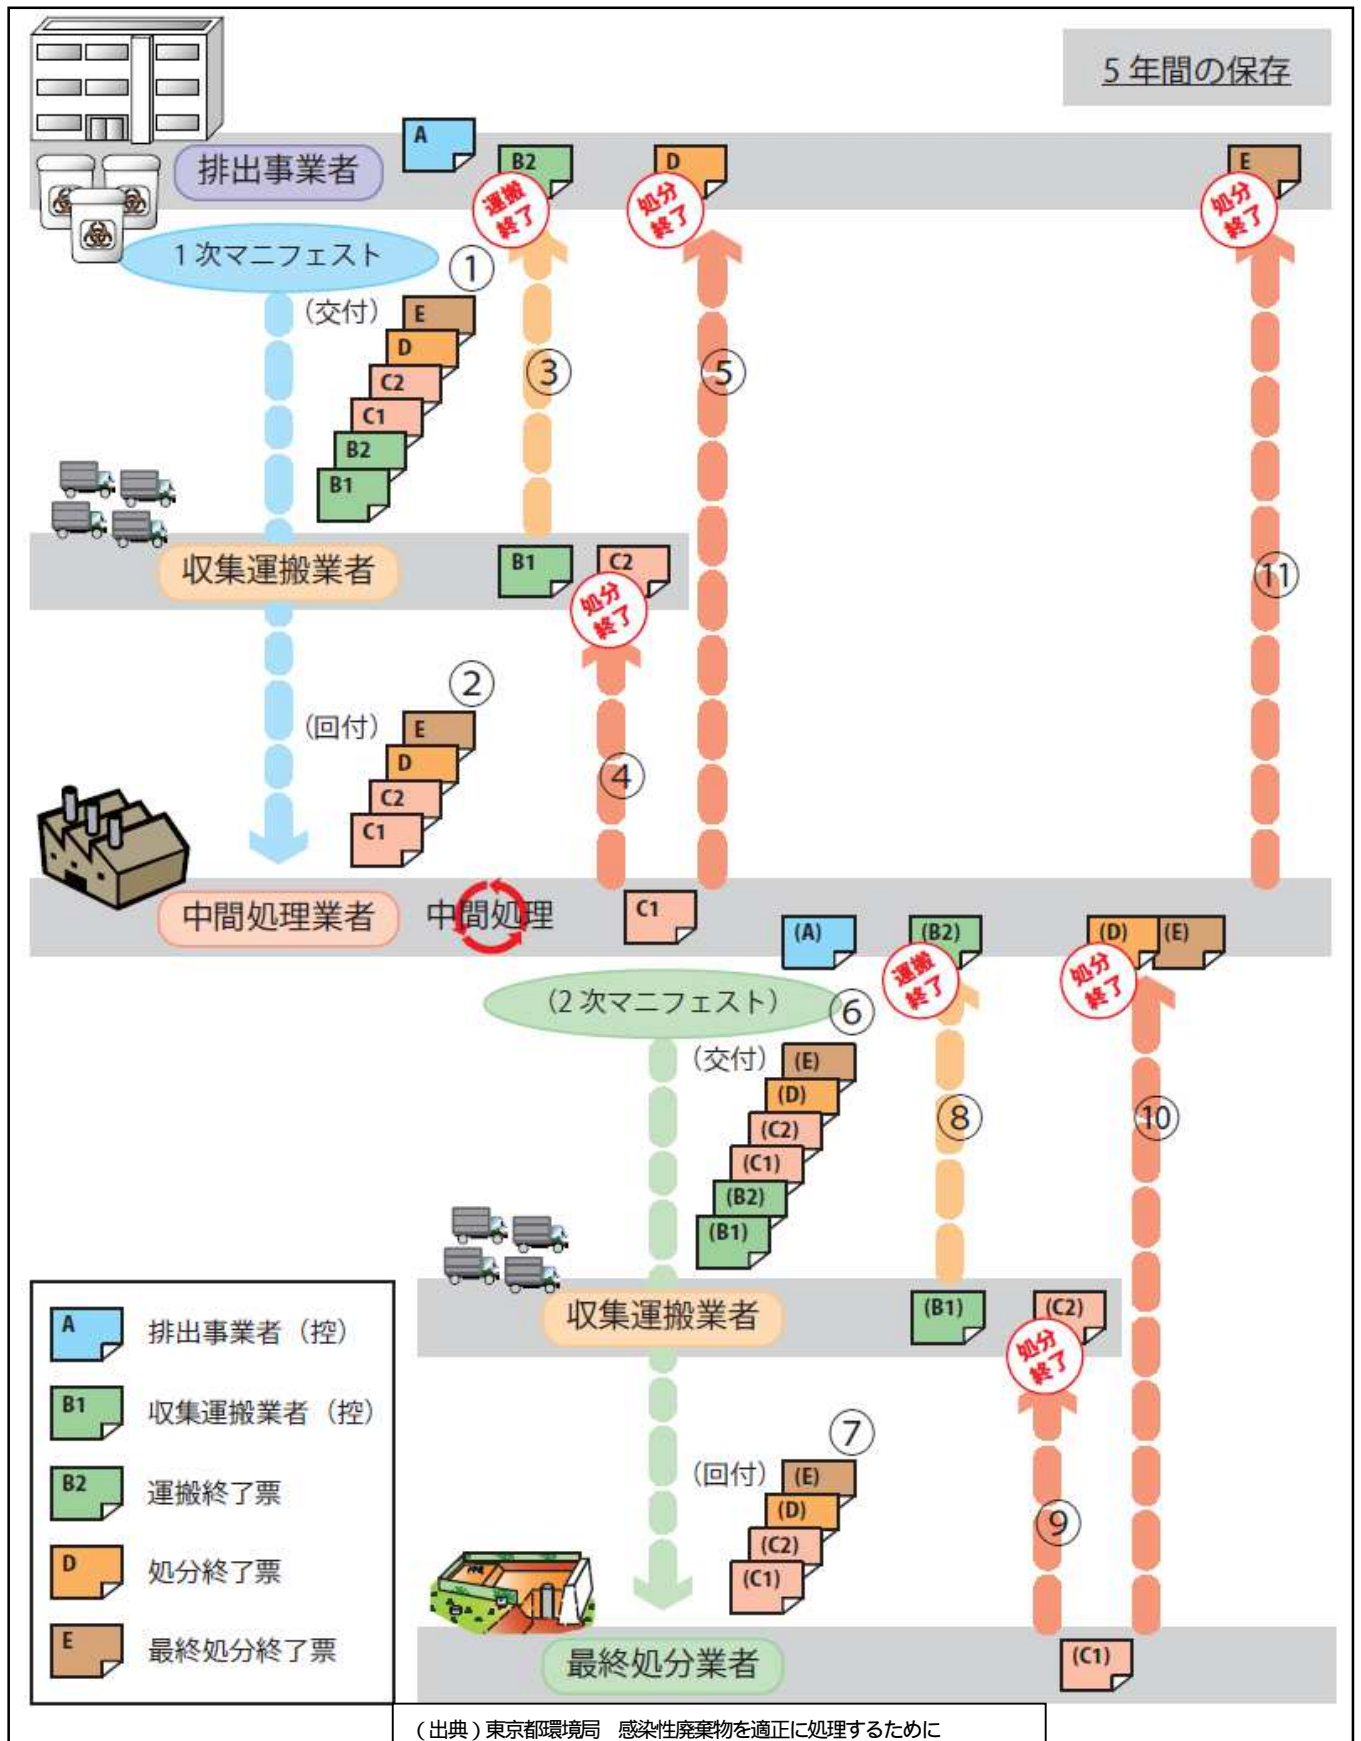 5年間の保存
A
B2
D
E
排出事業者
運搬
終了
処分
終了
処分
終了
1次マニフェスト
①
(交付)
E
D
C2
C1
B2
B1
③
⑤
⑪
収集運搬業者
B1
C2
処分
終了
②
(回付)
E
D
C2
C1
④
中間処理業者
中間処理
C1
(A)
(B2)
(D)
(E)
運搬
終了
処分
終了
(2次マニフェスト)
⑥
(交付)
(E)
(D)
(C2)
(C1)
(B2)
(B1)
⑧
⑩
収集運搬業者
(B1)
(C2)
処分
終了
⑦
(回付)
(E)
(D)
(C2)
(C1)
⑨
最終処分業者
(C1)
A 排出事業者(控)
B1 収集運搬業者(控)
B2 運搬終了票
D 処分終了票
E 最終処分終了票
(出典)東京都環境局 感染性廃棄物を適正に処理するために